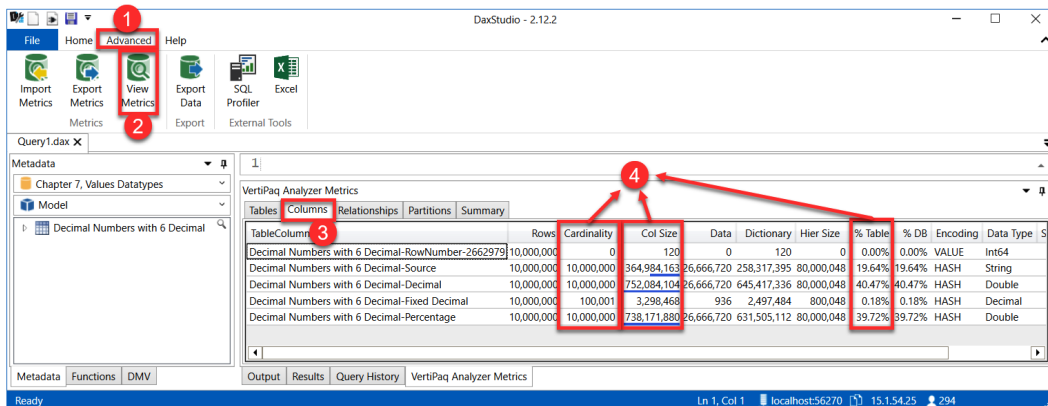 DaxStudio - 2.12.2
1
File Home Advanced Help
Import Metrics
Export Metrics
View Metrics
Export Data
SQL Profiler
Excel
Metrics Export External Tools
2
Query1.dax
Metadata
1
Chapter 7, Values Datatypes
Model
Decimal Numbers with 6 Decimal
4
VertiPaq Analyzer Metrics
Tables Columns Relationships Partitions Summary
3
TableColumn Rows Cardinality Col Size Data Dictionary Hier Size % Table % DB Encoding Data Type S
Decimal Numbers with 6 Decimal-RowNumber-2662979 10,000,000 0 120 0 120 0 0.00% 0.00% VALUE Int64
Decimal Numbers with 6 Decimal-Source 10,000,000 10,000,000 364,984,163 26,666,720 258,317,395 80,000,048 19.64% 19.64% HASH String
Decimal Numbers with 6 Decimal-Decimal 10,000,000 10,000,000 752,084,104 26,666,720 645,417,336 80,000,048 40.47% 40.47% HASH Double
Decimal Numbers with 6 Decimal-Fixed Decimal 10,000,000 100,001 3,298,468 936 2,497,484 800,048 0.18% 0.18% HASH Decimal
Decimal Numbers with 6 Decimal-Percentage 10,000,000 10,000,000 738,171,880 26,666,720 631,505,112 80,000,048 39.72% 39.72% HASH Double
Metadata Functions DMV
Output Results Query History VertiPaq Analyzer Metrics
Ready
Ln 1, Col 1 localhost:56270 15.1.54.25 294